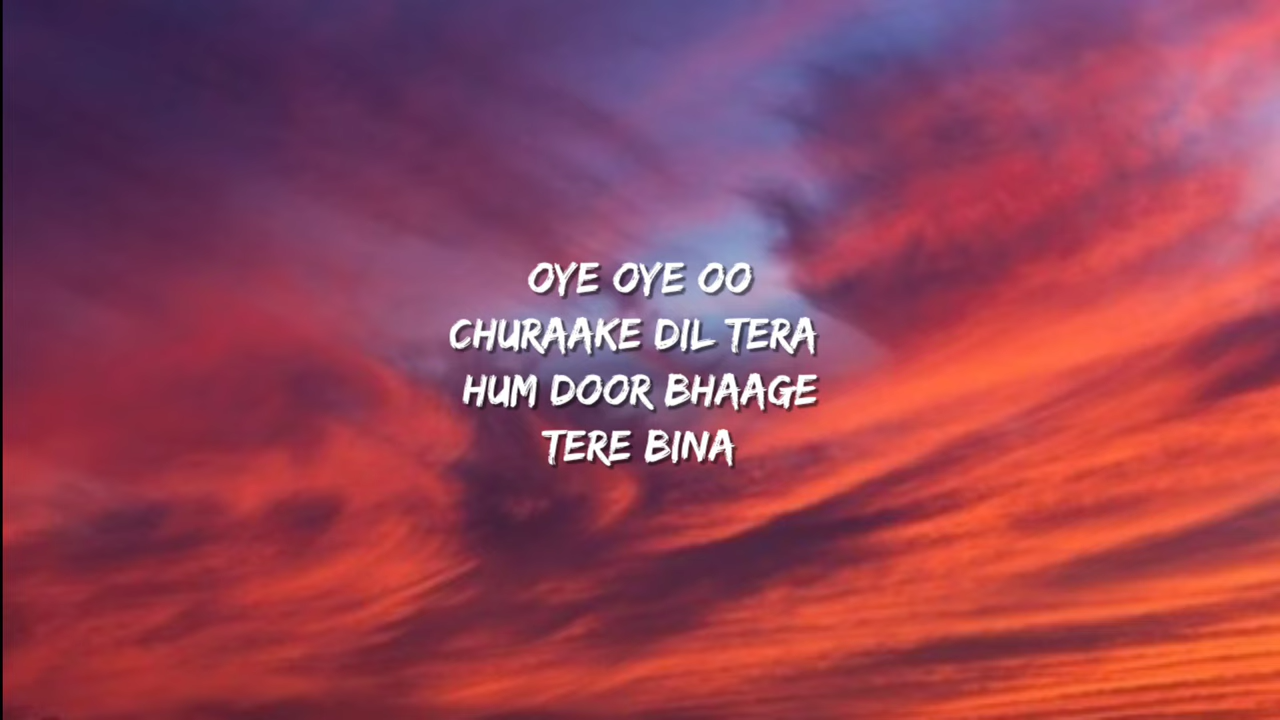 OYE OYE OO
CHURAAKE DIL TERA
HUM DOOR BHAAGE
TERE BINA